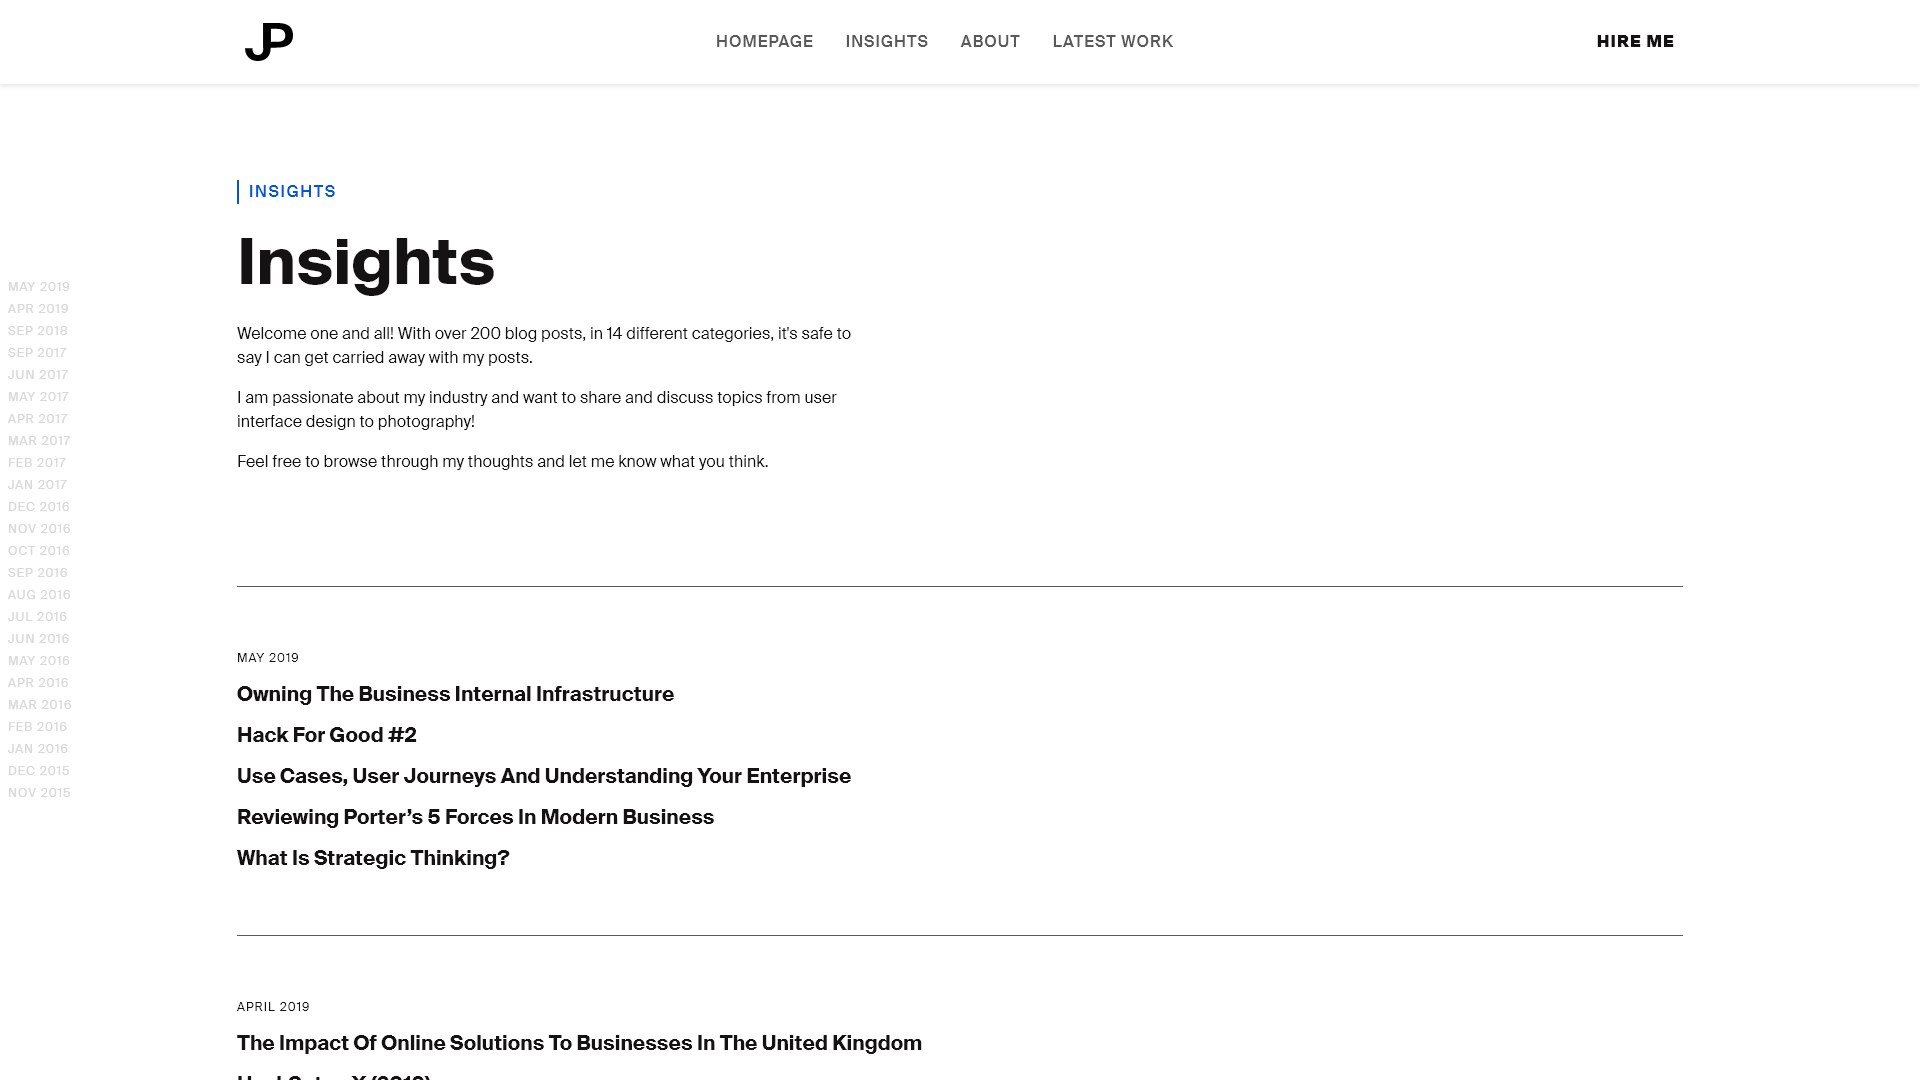 JP
HOMEPAGE INSIGHTS ABOUT LATEST WORK
HIRE ME
INSIGHTS
Insights
Welcome one and all! With over 200 blog posts, in 14 different categories, it's safe to
say I can get carried away with my posts.
I am passionate about my industry and want to share and discuss topics from user
interface design to photography!
Feel free to browse through my thoughts and let me know what you think.
MAY 2019
APR 2019
SEP 2018
SEP 2017
JUN 2017
MAY 2017
APR 2017
MAR 2017
FEB 2017
JAN 2017
DEC 2016
NOV 2016
OCT 2016
SEP 2016
AUG 2016
JUL 2016
JUN 2016
MAY 2016
APR 2016
MAR 2016
FEB 2016
JAN 2016
DEC 2015
NOV 2015
MAY 2019
Owning The Business Internal Infrastructure
Hack For Good #2
Use Cases, User Journeys And Understanding Your Enterprise
Reviewing Porter’s 5 Forces In Modern Business
What Is Strategic Thinking?
APRIL 2019
The Impact Of Online Solutions To Businesses In The United Kingdom